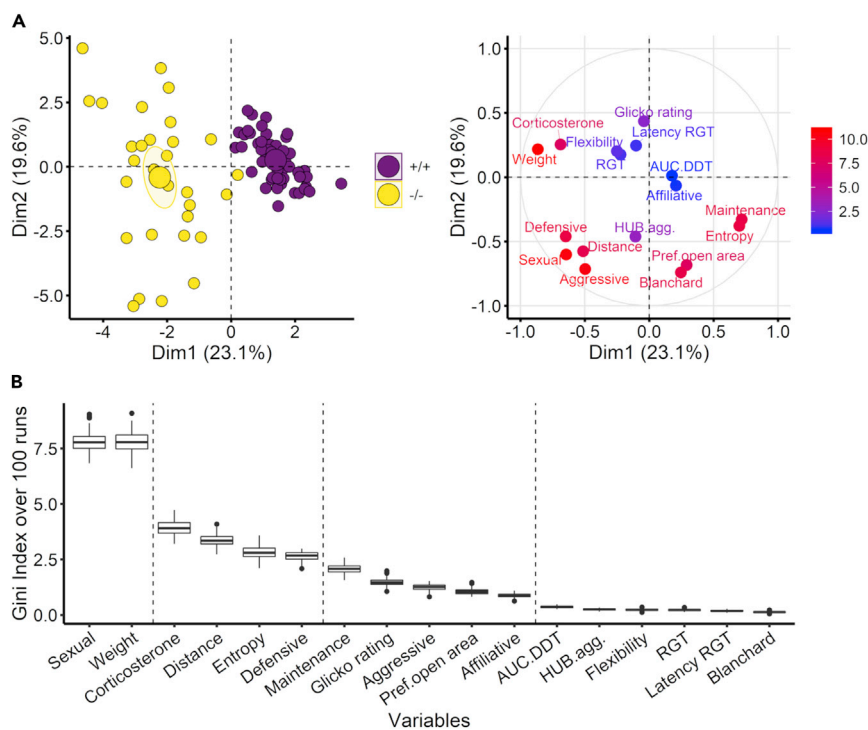 A
5.0
2.5
0.0
-2.5
-5.0
Dim2 (19.6%)
-4
-2
0
2
Dim1 (23.1%)
+/+
-/-
1.0
0.5
0.0
-0.5
-1.0
Dim2 (19.6%)
Glicko rating
Corticosterone
Latency RGT
Flexibility
Weight
RGT
AUC.DDT
Affiliative
Maintenance
Defensive
HUB.agg.
Entropy
Distance
Sexual
Pref.open area
Aggressive
Blanchard
-1.0
-0.5
0.0
0.5
1.0
Dim1 (23.1%)
10.0
7.5
5.0
2.5
B
Gini Index over 100 runs
7.5
5.0
2.5
0.0
Sexual
Weight
Corticosterone
Distance
Entropy
Defensive
Maintenance
Glicko rating
Aggressive
Pref.open area
Affiliative
AUC.DDT
HUB.agg.
Flexibility
RGT
Latency RGT
Blanchard
Variables